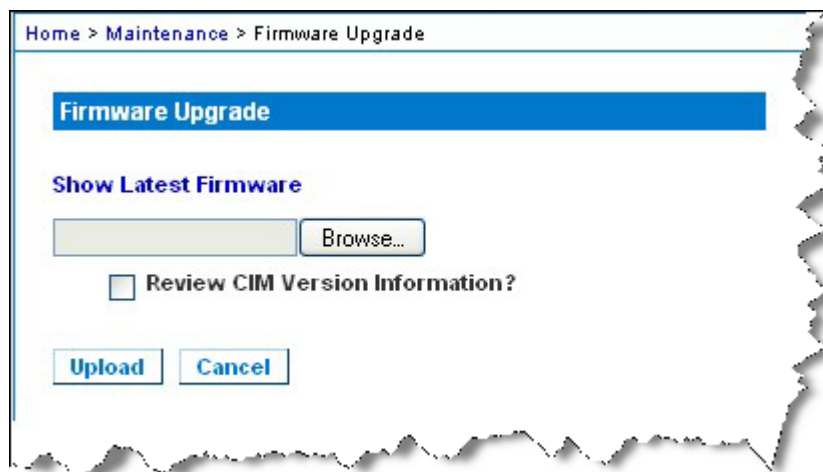 Home > Maintenance > Firmware Upgrade
Firmware Upgrade
Show Latest Firmware
Browse...
Review CIM Version Information?
Upload Cancel